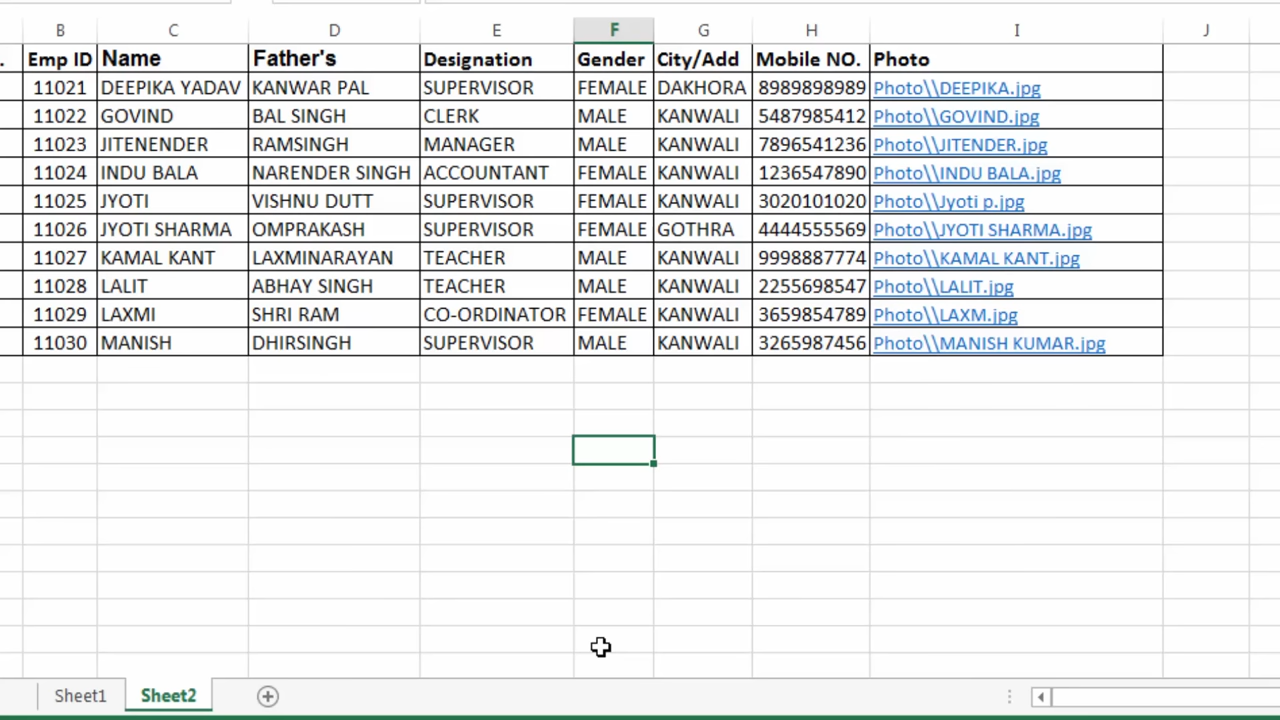 B C D E F G H I J
. Emp ID Name Father's Designation Gender City/Add Mobile NO. Photo
11021 DEEPIKA YADAV KANWAR PAL SUPERVISOR FEMALE DAKHORA 8989898989 Photo\\DEEPIKA.jpg
11022 GOVIND BAL SINGH CLERK MALE KANWALI 5487985412 Photo\\GOVIND.jpg
11023 JITENENDER RAMSINGH MANAGER MALE KANWALI 7896541236 Photo\\JITENDER.jpg
11024 INDU BALA NARENDER SINGH ACCOUNTANT FEMALE KANWALI 1236547890 Photo\\INDU BALA.jpg
11025 JYOTI VISHNU DUTT SUPERVISOR FEMALE KANWALI 3020101020 Photo\\Jyoti p.jpg
11026 JYOTI SHARMA OMPRAKASH SUPERVISOR FEMALE GOTHRA 4444555569 Photo\\JYOTI SHARMA.jpg
11027 KAMAL KANT LAXMINARAYAN TEACHER MALE KANWALI 9998887774 Photo\\KAMAL KANT.jpg
11028 LALIT ABHAY SINGH TEACHER MALE KANWALI 2255698547 Photo\\LALIT.jpg
11029 LAXMI SHRI RAM CO-ORDINATOR FEMALE KANWALI 3659854789 Photo\\LAXM.jpg
11030 MANISH DHIRSINGH SUPERVISOR MALE KANWALI 3265987456 Photo\\MANISH KUMAR.jpg
Sheet1 Sheet2